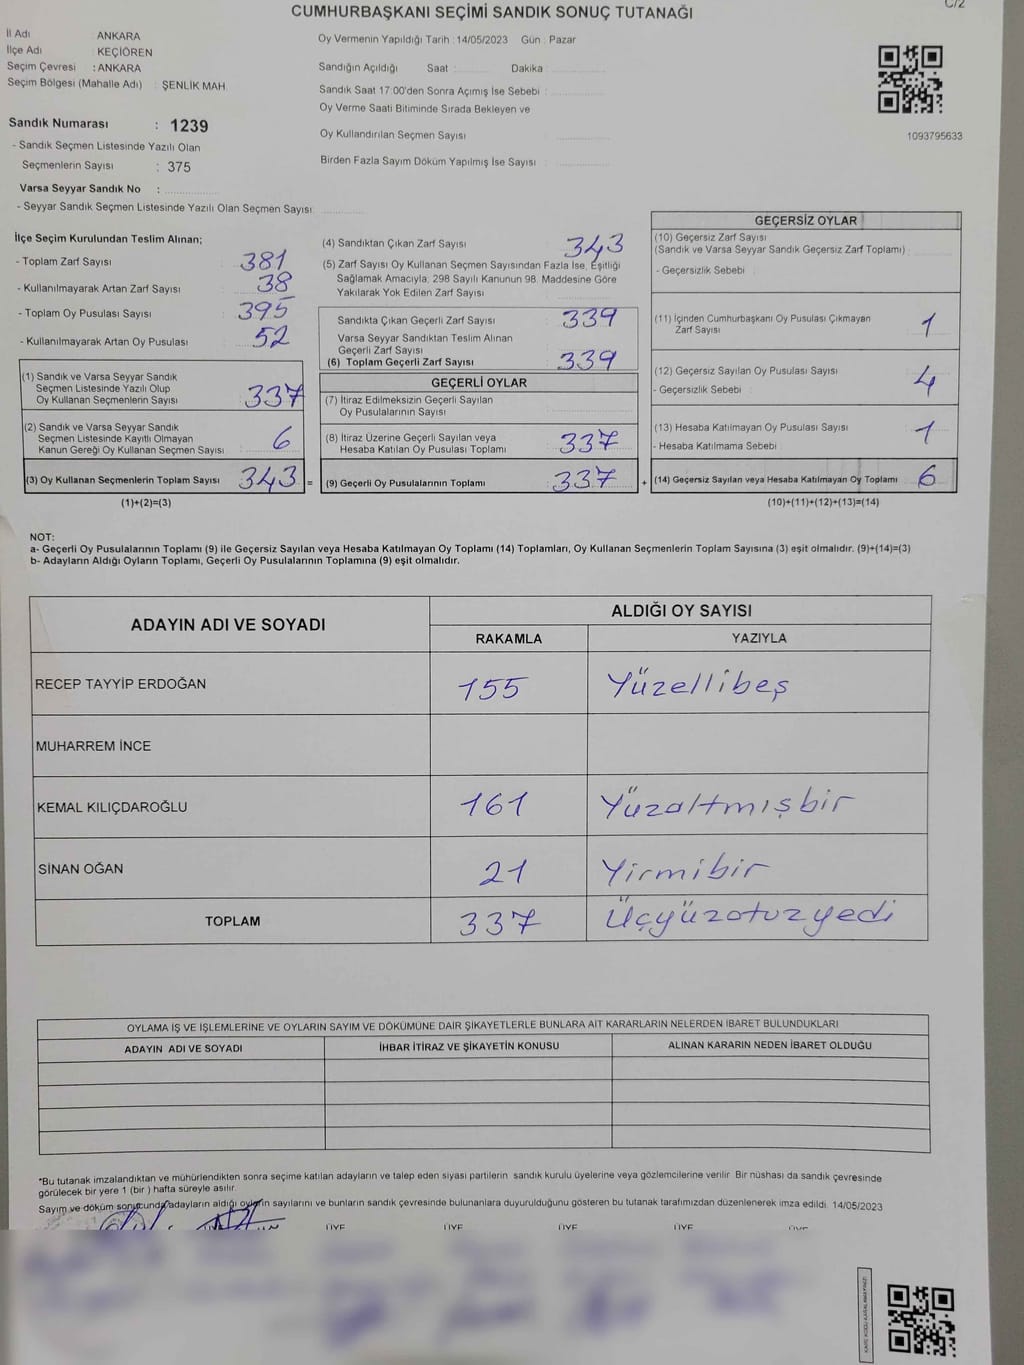 C/2
CUMHURBAŞKANI SEÇİMİ SANDIK SONUÇ TUTANAĞI
İl Adı : ANKARA
İlçe Adı : KEÇİÖREN
Seçim Çevresi : ANKARA
Seçim Bölgesi (Mahalle Adı) : ŞENLİK MAH.
Sandık Numarası : 1239
- Sandık Seçmen Listesinde Yazılı Olan
Seçmenlerin Sayısı : 375
Varsa Seyyar Sandık No :
- Seyyar Sandık Seçmen Listesinde Yazılı Olan Seçmen Sayısı:
Oy Vermenin Yapıldığı Tarih : 14/05/2023 Gün : Pazar
Sandığın Açıldığı Saat : Dakika :
Sandık Saat 17:00'den Sonra Açımış İse Sebebi :
Oy Verme Saati Bitiminde Sırada Bekleyen ve
Oy Kullandırılan Seçmen Sayısı
Birden Fazla Sayım Döküm Yapılmış İse Sayısı :
1093795633
İlçe Seçim Kurulundan Teslim Alınan;
- Toplam Zarf Sayısı : 381
- Kullanılmayarak Artan Zarf Sayısı : 38
- Toplam Oy Pusulası Sayısı : 395
- Kullanılmayarak Artan Oy Pusulası : 52
(1) Sandık ve Varsa Seyyar Sandık
Seçmen Listesinde Yazılı Olup
Oy Kullanan Seçmenlerin Sayısı : 337
(2) Sandık ve Varsa Seyyar Sandık
Seçmen Listesinde Kayıtlı Olmayan
Kanun Gereği Oy Kullanan Seçmen Sayısı : 6
(3) Oy Kullanan Seçmenlerin Toplam Sayısı : 343 =
(1)+(2)=(3)
(4) Sandıktan Çıkan Zarf Sayısı : 343
(5) Zarf Sayısı Oy Kullanan Seçmen Sayısından Fazla İse, Eşitliği
Sağlamak Amacıyla; 298 Sayılı Kanunun 98. Maddesine Göre
Yakılarak Yok Edilen Zarf Sayısı
Sandıkta Çıkan Geçerli Zarf Sayısı : 339
Varsa Seyyar Sandıktan Teslim Alınan
Geçerli Zarf Sayısı
(6) Toplam Geçerli Zarf Sayısı : 339
GEÇERLİ OYLAR
(7) İtiraz Edilmeksizin Geçerli Sayılan
Oy Pusulalarının Sayısı :
(8) İtiraz Üzerine Geçerli Sayılan veya
Hesaba Katılan Oy Pusulası Toplamı : 337
(9) Geçerli Oy Pusulalarının Toplamı : 337 +
GEÇERSİZ OYLAR
(10) Geçersiz Zarf Sayısı
(Sandık ve Varsa Seyyar Sandık Geçersiz Zarf Toplamı) :
- Geçersizlik Sebebi :
(11) İçinden Cumhurbaşkanı Oy Pusulası Çıkmayan
Zarf Sayısı : 1
(12) Geçersiz Sayılan Oy Pusulası Sayısı : 4
- Geçersizlik Sebebi :
(13) Hesaba Katılmayan Oy Pusulası Sayısı : 1
- Hesaba Katılmama Sebebi :
(14) Geçersiz Sayılan veya Hesaba Katılmayan Oy Toplamı : 6
(10)+(11)+(12)+(13)=(14)
NOT:
a- Geçerli Oy Pusulalarının Toplamı (9) ile Geçersiz Sayılan veya Hesaba Katılmayan Oy Toplamı (14) Toplamları, Oy Kullanan Seçmenlerin Toplam Sayısına (3) eşit olmalıdır. (9)+(14)=(3)
b- Adayların Aldığı Oyların Toplamı, Geçerli Oy Pusulalarının Toplamına (9) eşit olmalıdır.
ADAYIN ADI VE SOYADI ALDIĞI OY SAYISI
RAKAMLA YAZIYLA
RECEP TAYYİP ERDOĞAN 155 Yüzellibeş
MUHARREM İNCE
KEMAL KILIÇDAROĞLU 161 Yüzaltmışbir
SİNAN OĞAN 21 Yirmibir
TOPLAM 337 Üçyüzotuzyedi
OYLAMA İŞ VE İŞLEMLERİNE VE OYLARIN SAYIM VE DÖKÜMÜNE DAİR ŞİKAYETLERLE BUNLARA AİT KARARLARIN NELERDEN İBARET BULUNDUKLARI
ADAYIN ADI VE SOYADI İHBAR İTİRAZ VE ŞİKAYETİN KONUSU ALINAN KARARIN NEDEN İBARET OLDUĞU
*Bu tutanak imzalandıktan ve mühürlendikten sonra seçime katılan adayların ve talep eden siyasi partilerin sandık kurulu üyelerine veya gözlemcilerine verilir. Bir nüshası da sandık çevresinde
görülecek bir yere 1 (bir ) hafta süreyle asılır.
Sayım ve döküm sonucunda adayların aldığı oyların sayılarını ve bunların sandık çevresinde bulunanlara duyurulduğunu gösteren bu tutanak tarafımızdan düzenlenerek imza edildi. 14/05/2023
ÜYE ÜYE ÜYE ÜYE ÜYE